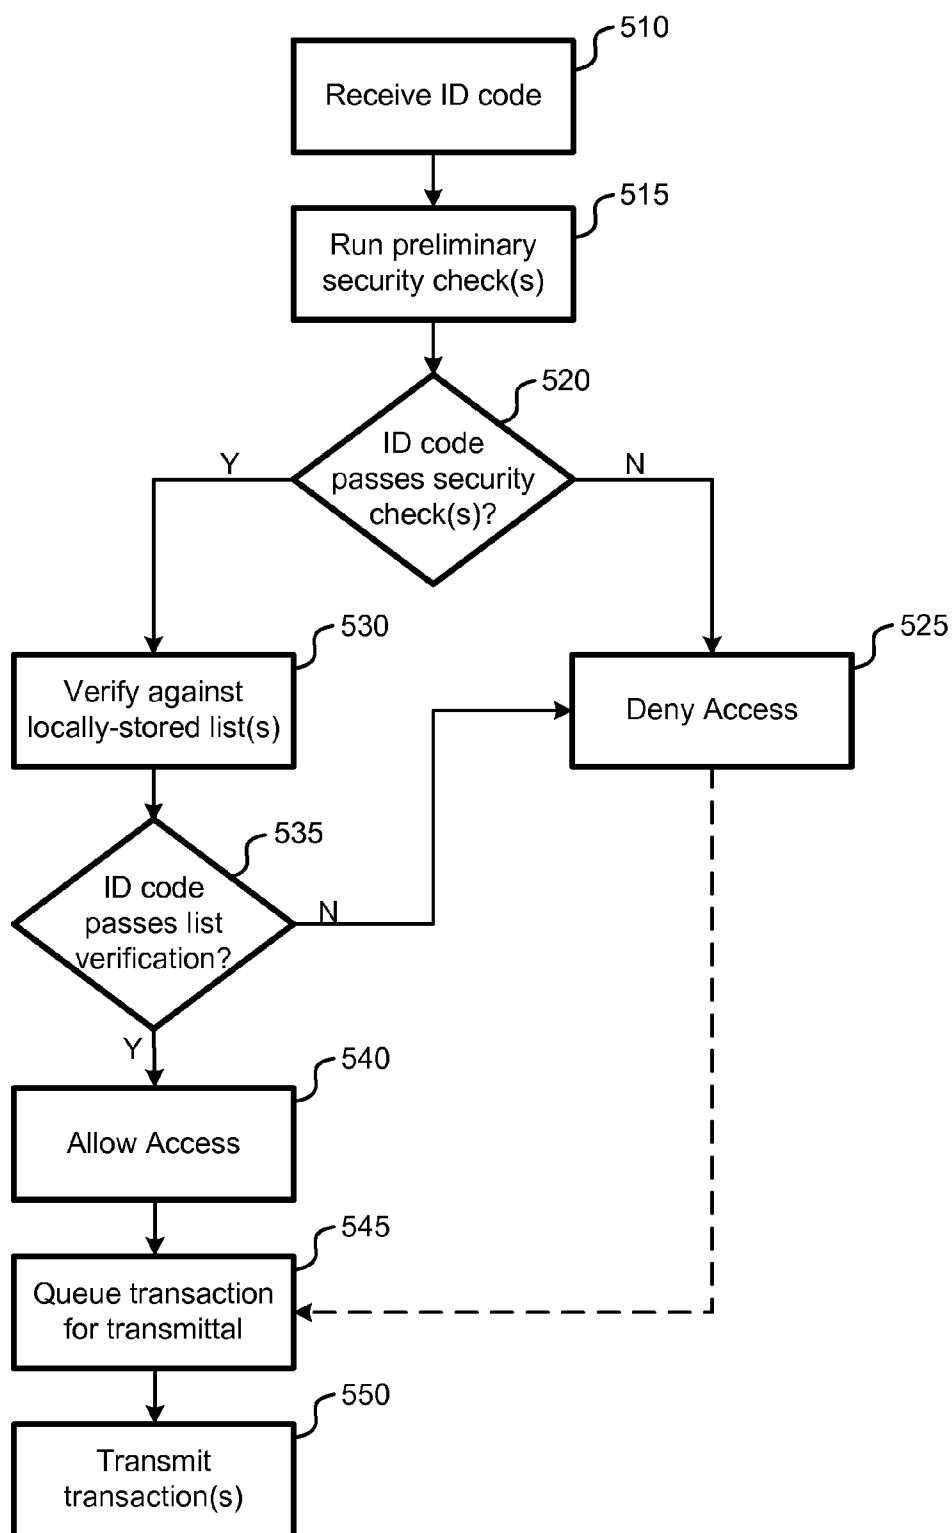 510
Receive ID code
515
Run preliminary
security check(s)
520
ID code
passes security
check(s)?
Y
N
530
Verify against
locally-stored list(s)
525
Deny Access
535
ID code
passes list
verification?
N
Y
540
Allow Access
545
Queue transaction
for transmittal
550
Transmit
transaction(s)